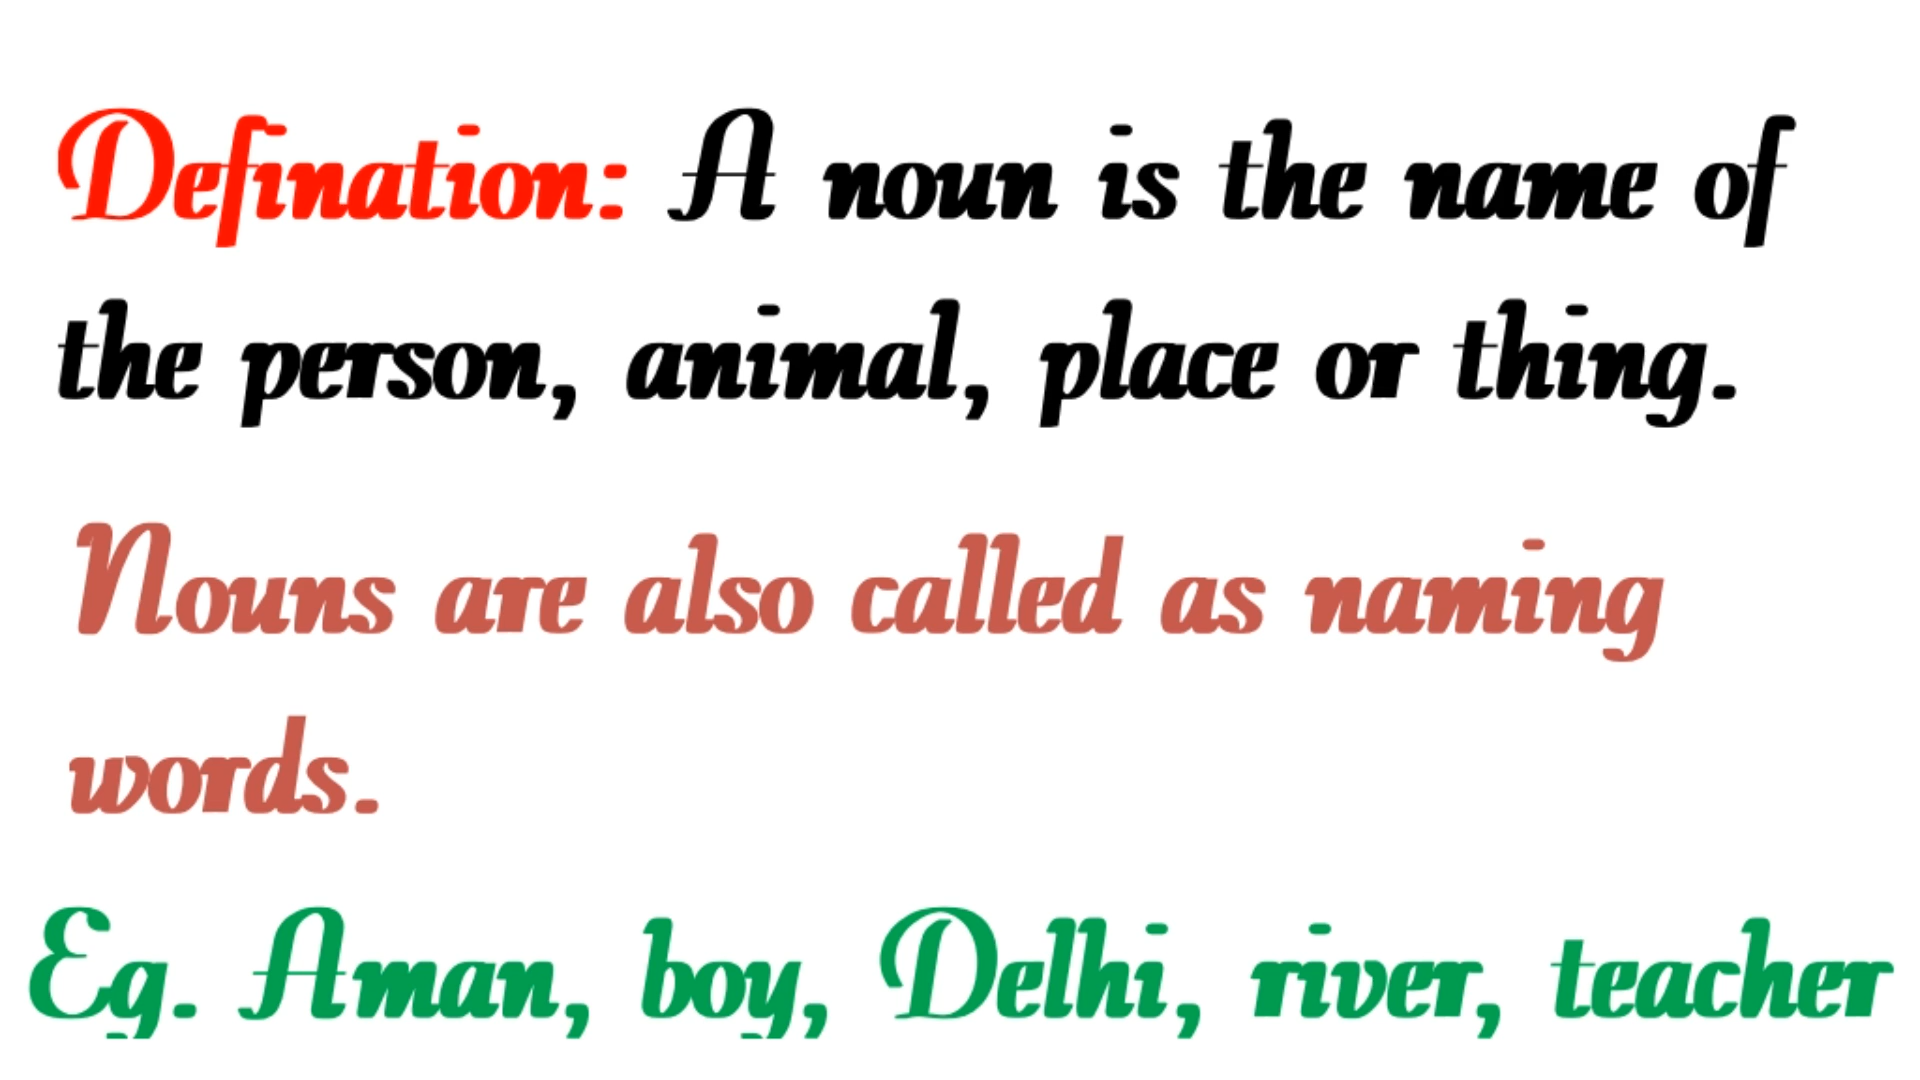 Defination: A noun is the name of
the person, animal, place or thing.
Nouns are also called as naming
words.
Eg. Aman, boy, Delhi, river, teacher